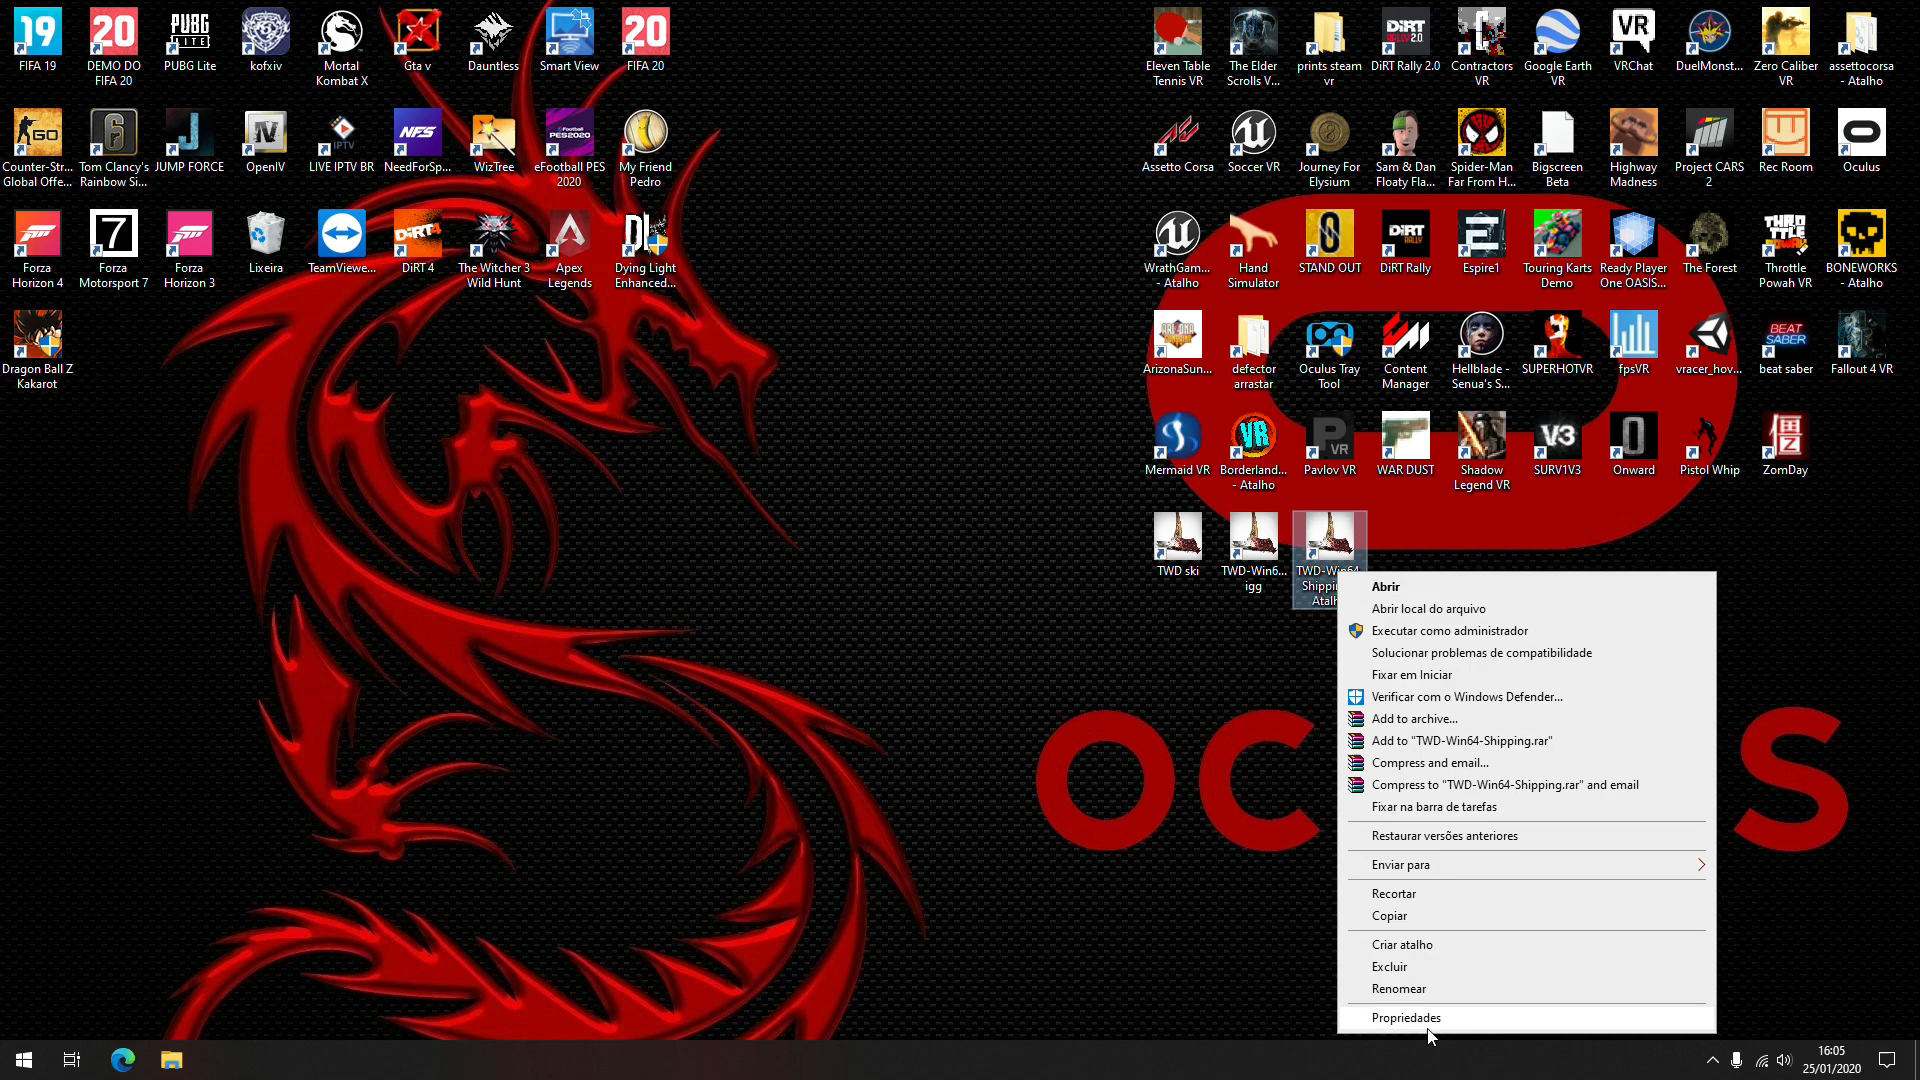 FIFA 19
DEMO DO
FIFA 20
PUBG Lite
kofxiv
Mortal
Kombat X
Gta v
Dauntless
Smart View
FIFA 20
Eleven Table
Tennis VR
The Elder
Scrolls V...
prints steam
vr
DiRT Rally 2.0
Contractors
VR
Google Earth
VR
VRChat
DuelMonst...
Zero Caliber
VR
assettocorsa
- Atalho
Counter-Str...
Global Offe...
Tom Clancy's
Rainbow Si...
JUMP FORCE
OpenIV
LIVE IPTV BR
NeedForSp...
WizTree
eFootball PES
2020
My Friend
Pedro
Assetto Corsa
Soccer VR
Journey For
Elysium
Sam & Dan
Floaty Fla...
Spider-Man
Far From H...
Bigscreen
Beta
Highway
Madness
Project CARS
2
Rec Room
Oculus
Forza
Horizon 4
Forza
Motorsport 7
Forza
Horizon 3
Lixeira
TeamViewe...
DiRT 4
The Witcher 3
Wild Hunt
Apex
Legends
Dying Light
Enhanced...
WrathGam...
- Atalho
Hand
Simulator
STAND OUT
DiRT Rally
Espire1
Touring Karts
Demo
Ready Player
One OASIS...
The Forest
Throttle
Powah VR
BONEWORKS
- Atalho
Dragon Ball Z
Kakarot
ArizonaSun...
defector
arrastar
Oculus Tray
Tool
Content
Manager
Hellblade -
Senua's S...
SUPERHOTVR
fpsVR
vracer_hov...
beat saber
Fallout 4 VR
Mermaid VR
Borderland...
- Atalho
Pavlov VR
WAR DUST
Shadow
Legend VR
SURV1V3
Onward
Pistol Whip
ZomDay
TWD ski
TWD-Win6...
igg
TWD-Win64-
Abrir
Abrir local do arquivo
Executar como administrador
Solucionar problemas de compatibilidade
Fixar em Iniciar
Verificar com o Windows Defender...
Add to archive...
Add to "TWD-Win64-Shipping.rar"
Compress and email...
Compress to "TWD-Win64-Shipping.rar" and email
Fixar na barra de tarefas
Restaurar versões anteriores
Enviar para
Recortar
Copiar
Criar atalho
Excluir
Renomear
Propriedades
16:05
25/01/2020